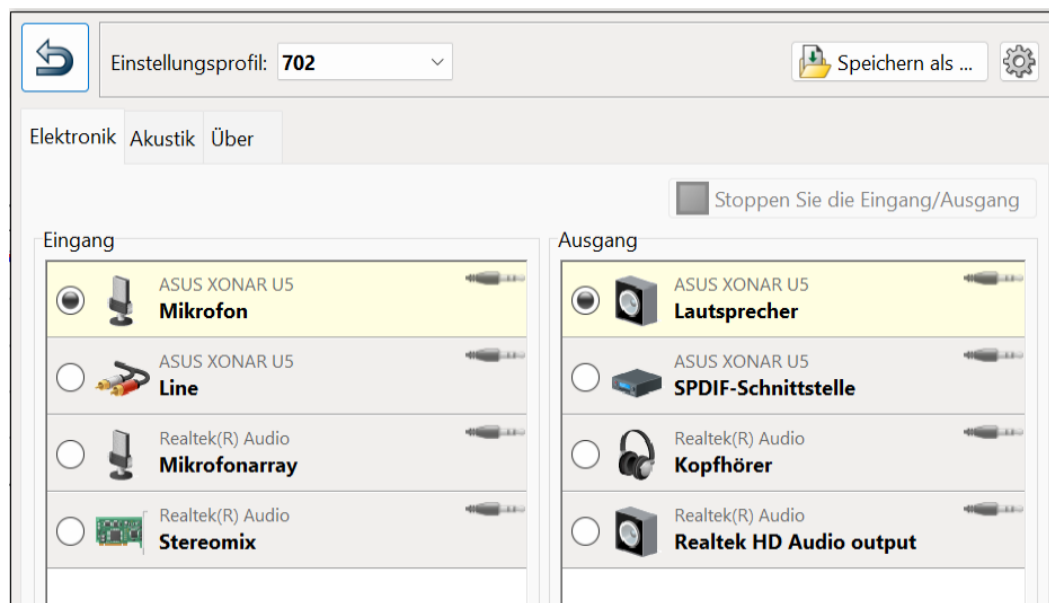 Einstellungsprofil: 702
Speichern als ...
Elektronik Akustik Über
Stoppen Sie die Eingang/Ausgang
Eingang
ASUS XONAR U5
Mikrofon
ASUS XONAR U5
Line
Realtek(R) Audio
Mikrofonarray
Realtek(R) Audio
Stereomix
Ausgang
ASUS XONAR U5
Lautsprecher
ASUS XONAR U5
SPDIF-Schnittstelle
Realtek(R) Audio
Kopfhörer
Realtek(R) Audio
Realtek HD Audio output